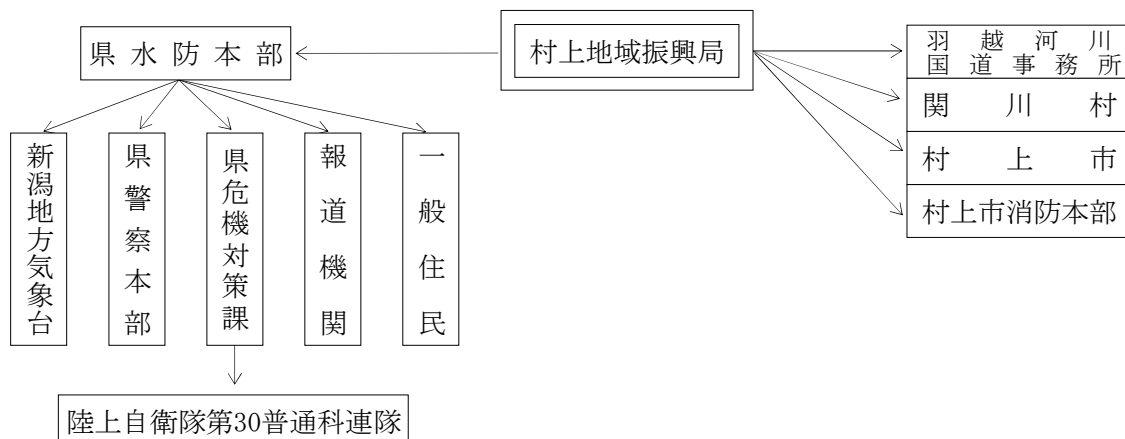 県水防本部
村上地域振興局
羽越河川
国道事務所
関川村
村上市
村上市消防本部
新潟地方気象台
県警察本部
県危機対策課
報道機関
一般住民
陸上自衛隊第30普通科連隊